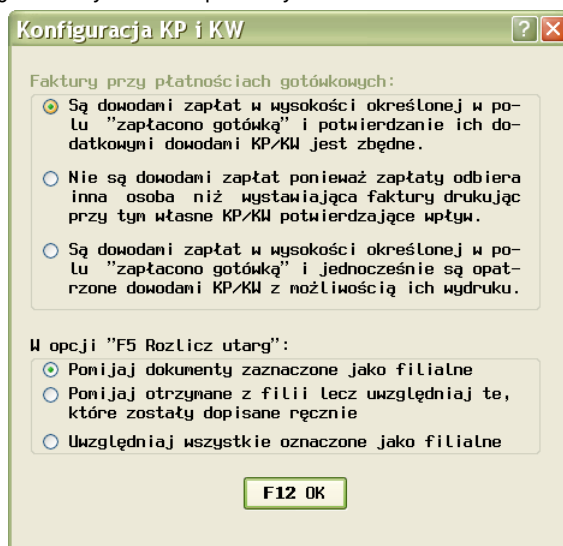 Konfiguracja KP i KW
Faktury przy płatnościach gotówkowych:
Są dowodami zapłat w wysokości określonej w po-
lu "zapłacono gotówką" i potwierdzanie ich do-
datkowymi dowodami KP/KW jest zbędne.
Nie są dowodami zapłat ponieważ zapłaty odbiera
inna osoba niż wystawiająca faktury drukując
przy tym własne KP/KW potwierdzające wpływ.
Są dowodami zapłat w wysokości określonej w po-
lu "zapłacono gotówką" i jednocześnie są opat-
rzone dowodami KP/KW z możliwością ich wydruku.
W opcji "F5 Rozlicz utarg":
Pomijaj dokumenty zaznaczone jako filialne
Pomijaj otrzymane z filii lecz uwzględniaj te,
które zostały dopisane ręcznie
Uwzględniaj wszystkie oznaczone jako filialne
F12 OK